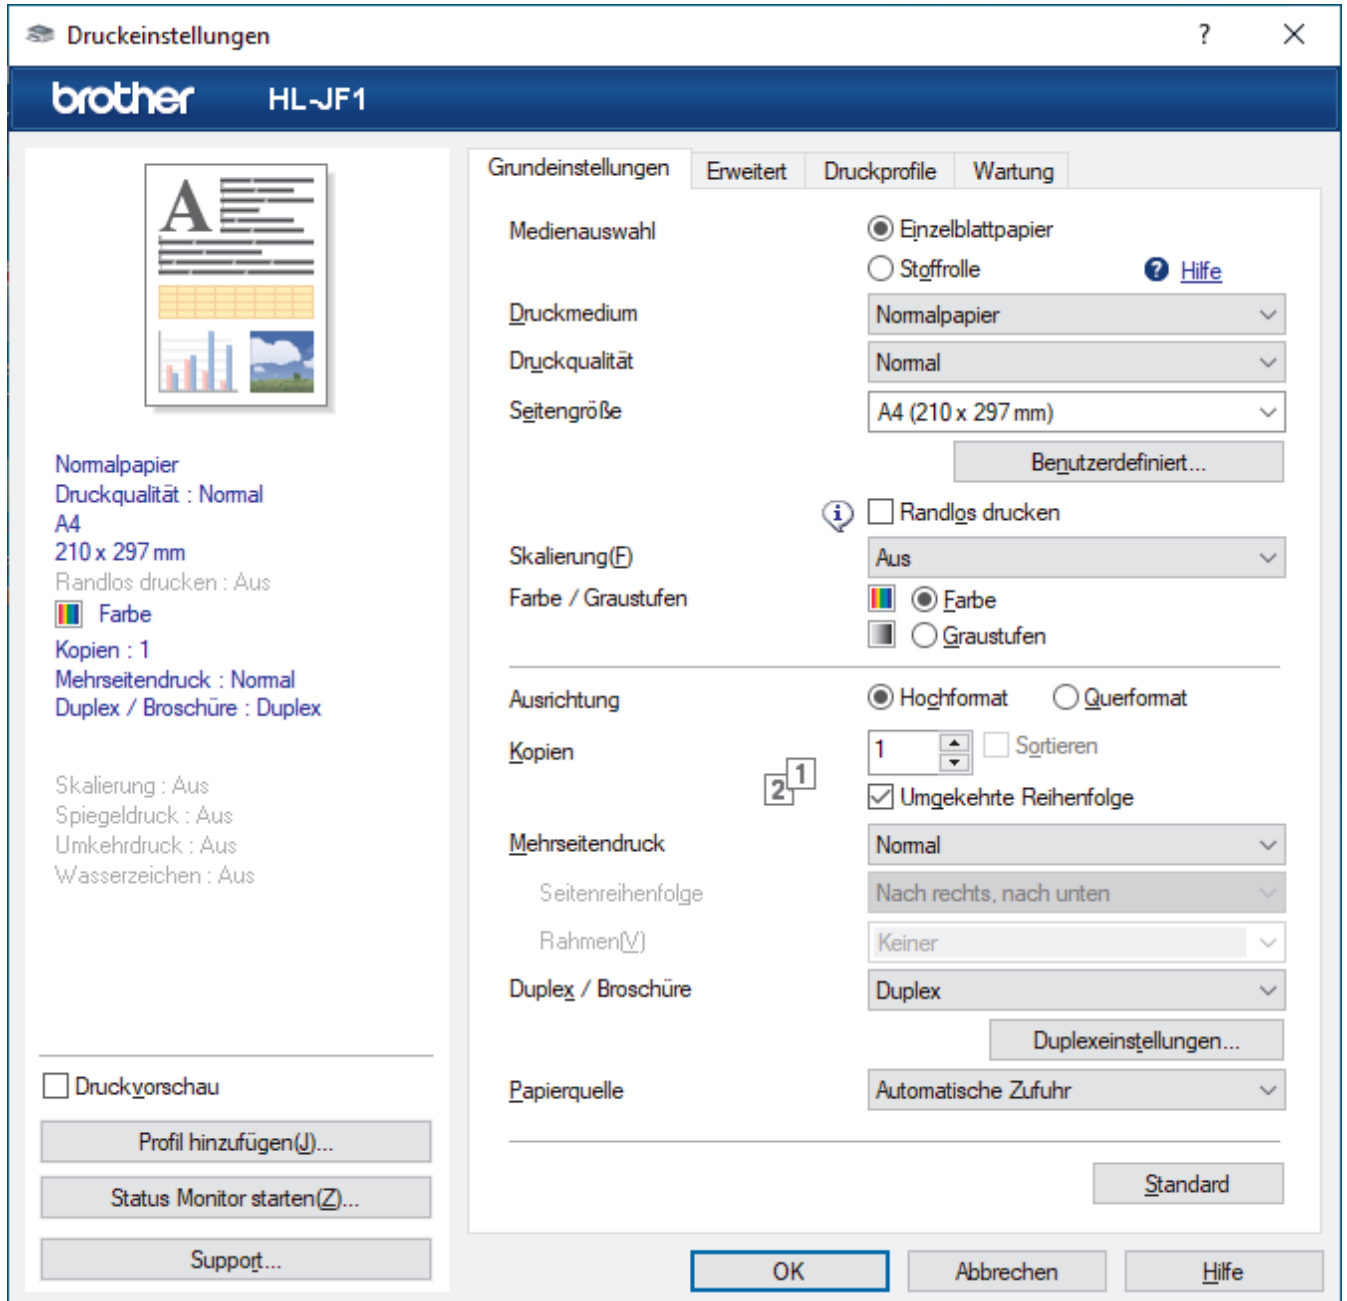 Druckeinstellungen
?
brother HL-JF1
Grundeinstellungen Erweitert Druckprofile Wartung
A
Normalpapier
Druckqualität : Normal
A4
210 x 297 mm
Randlos drucken : Aus
Farbe
Kopien : 1
Mehrseitendruck : Normal
Duplex / Broschüre : Duplex
Skalierung : Aus
Spiegeldruck : Aus
Umkehrdruck : Aus
Wasserzeichen : Aus
Druckvorschau
Profil hinzufügen(J)...
Status Monitor starten(Z)...
Support...
Medienauswahl Einzelblattpapier
Stoffrolle ? Hilfe
Druckmedium Normalpapier
Druckqualität Normal
Seitengröße A4 (210 x 297 mm)
Benutzerdefiniert...
i Randlos drucken
Skalierung(F) Aus
Farbe / Graustufen Farbe
Graustufen
Ausrichtung Hochformat Querformat
Kopien 1 Sortieren
2 1 Umgekehrte Reihenfolge
Mehrseitendruck Normal
Seitenreihenfolge Nach rechts, nach unten
Rahmen(V) Keiner
Duplex / Broschüre Duplex
Duplexeinstellungen...
Papierquelle Automatische Zufuhr
Standard
OK Abbrechen Hilfe